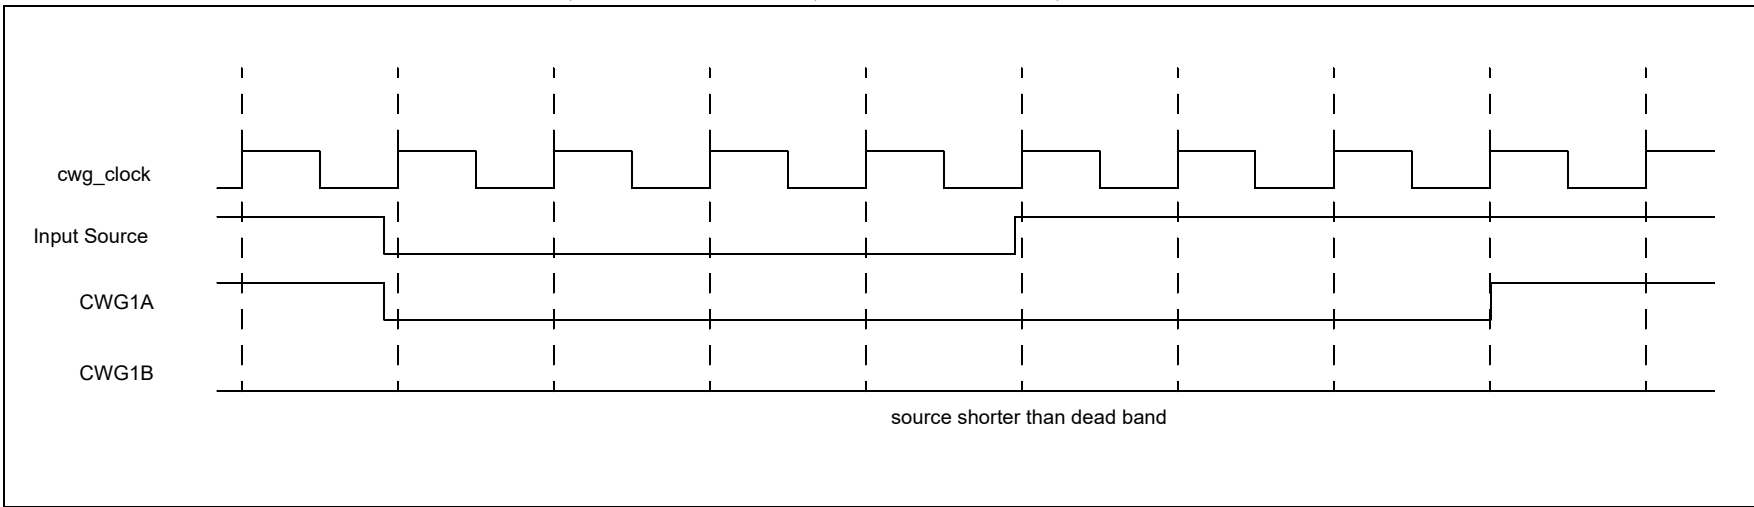 cwg_clock
Input Source
CWG1A
CWG1B
source shorter than dead band